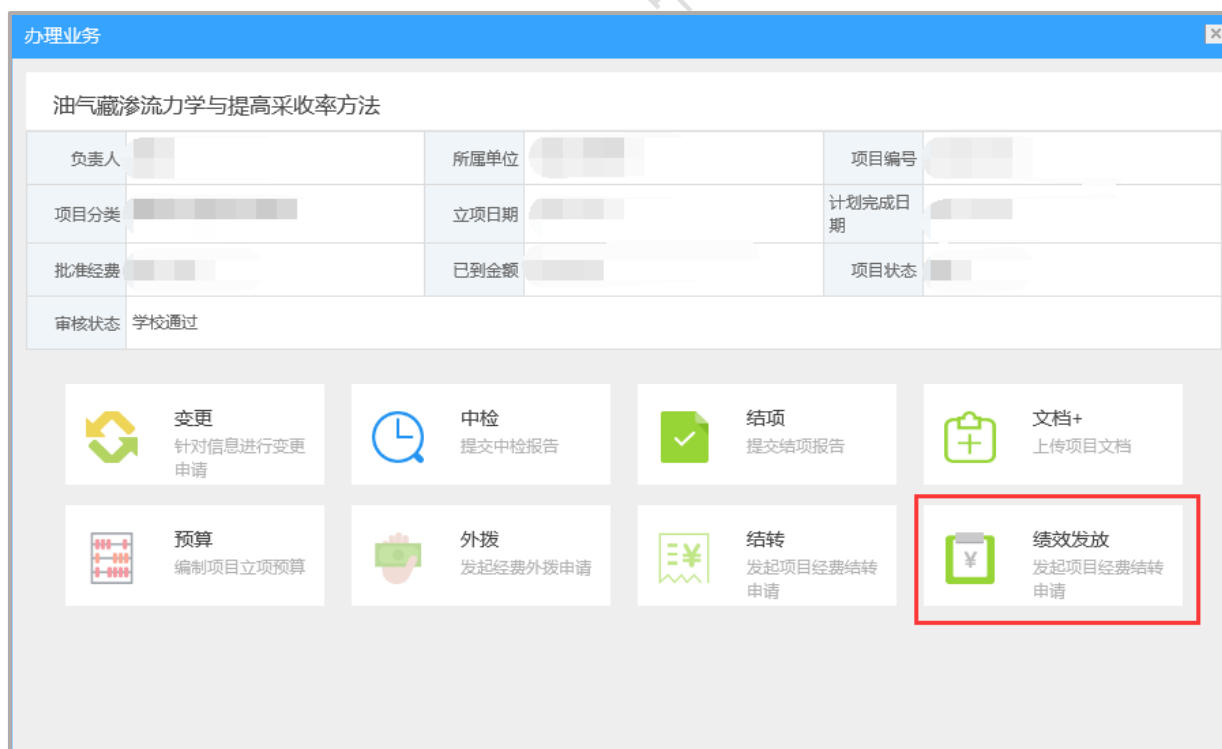 办理业务
油气藏渗流力学与提高采收率方法
负责人 所属单位 项目编号
项目分类 立项日期 计划完成日
期
批准经费 已到金额 项目状态
审核状态 学校通过
变更
针对信息进行变更
申请
中检
提交中检报告
结项
提交结项报告
文档+
上传项目文档
预算
编制项目立项预算
外拨
发起经费外拨申请
结转
发起项目经费结转
申请
绩效发放
发起项目经费结转
申请